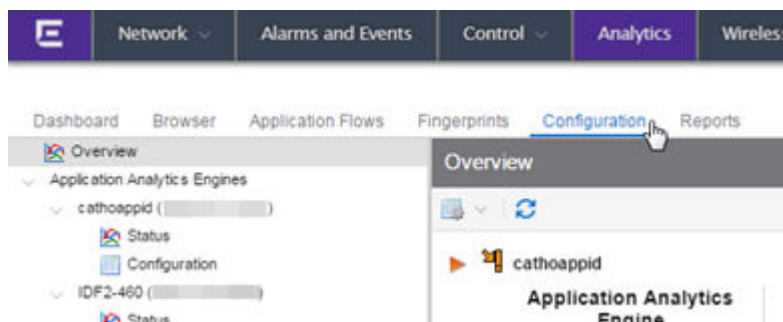 Network Alarms and Events Control Analytics Wireless
Dashboard Browser Application Flows Fingerprints Configuration Reports
Overview
Application Analytics Engines
cathoappid ( )
Status
Configuration
IDF2-460 ( )
Status
Overview
cathoappid
Application Analytics
Engine